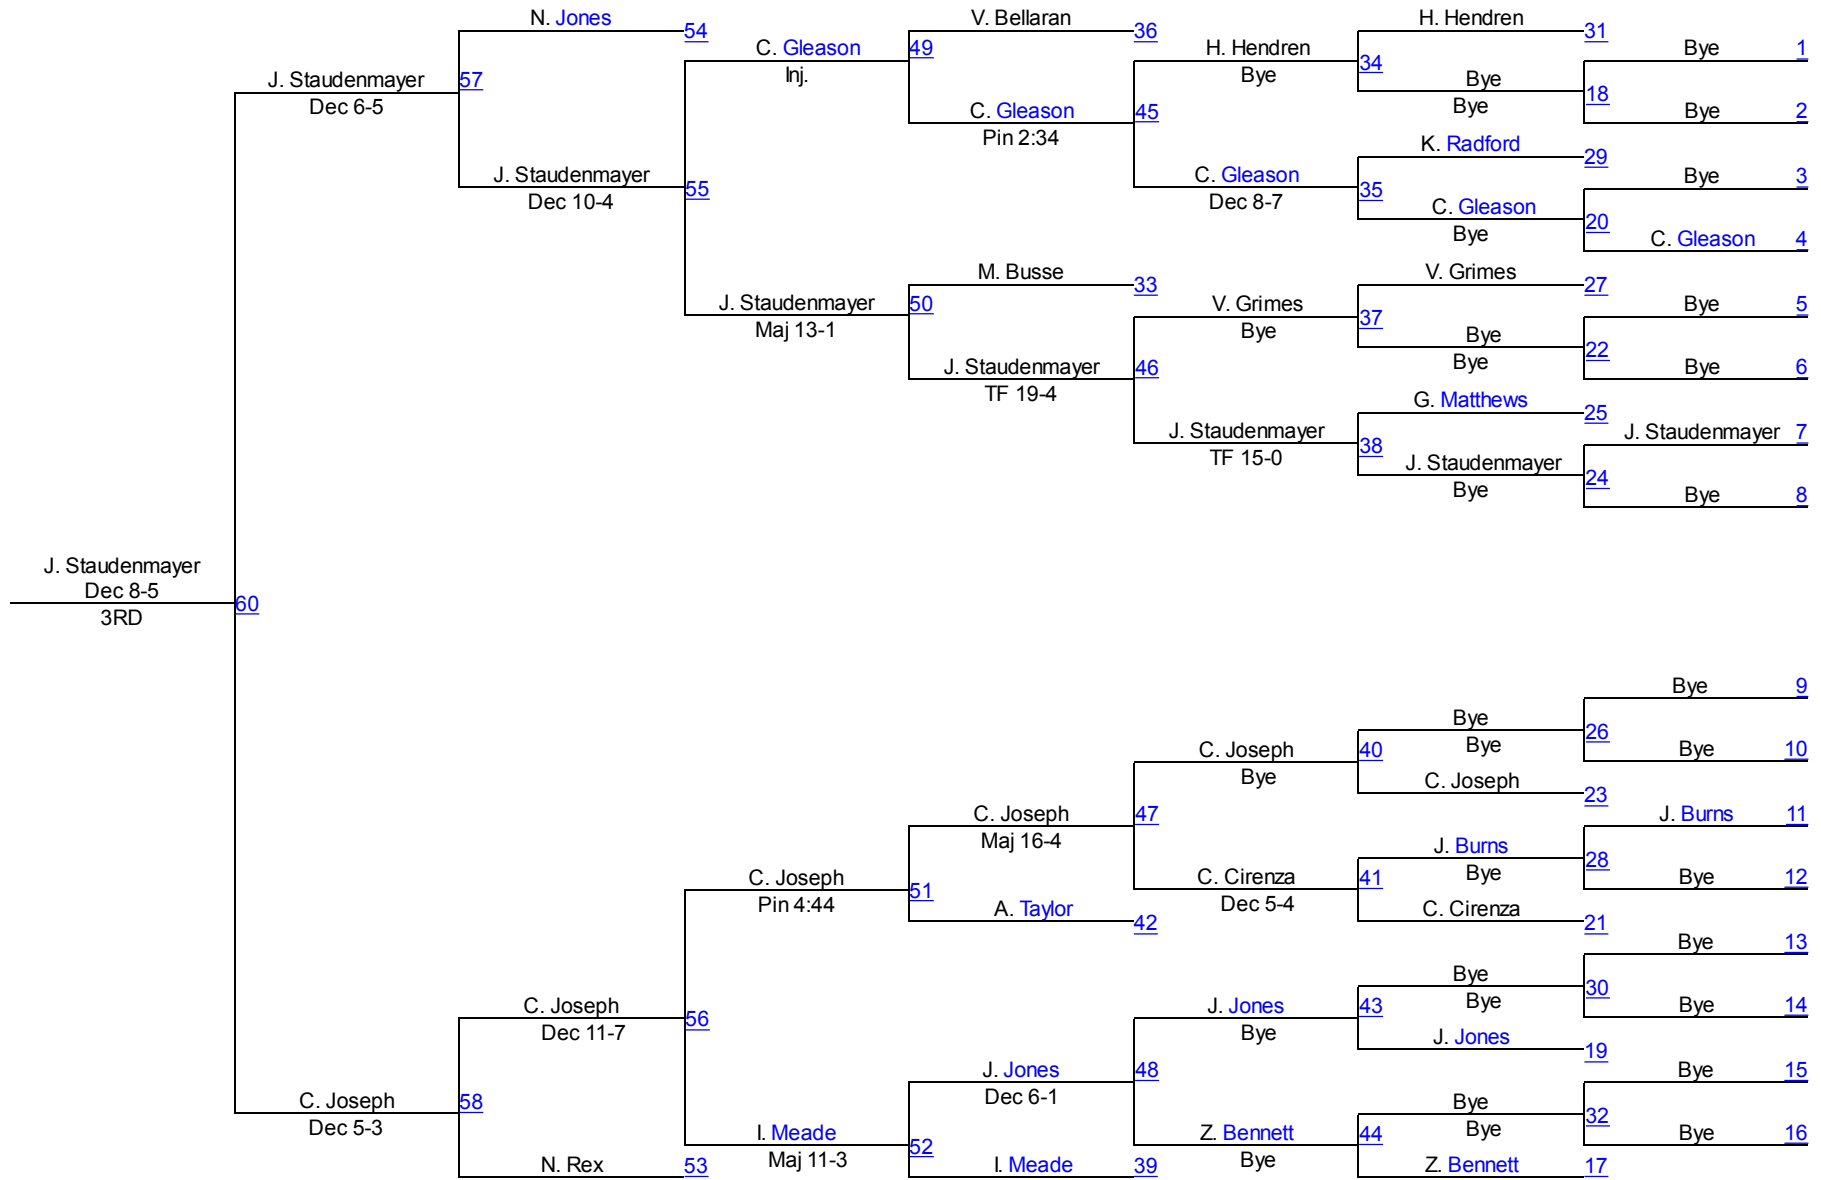 N. Jones
54
V. Bellaran
36
H. Hendren
31
C. Gleason
Inj.
49
H. Hendren
Bye
34
Bye
1
Bye
Bye
18
J. Staudenmayer
Dec 6-5
57
C. Gleason
Pin 2:34
45
Bye
2
K. Radford
29
J. Staudenmayer
Dec 10-4
55
C. Gleason
Dec 8-7
35
Bye
3
C. Gleason
Bye
20
C. Gleason
4
M. Busse
33
V. Grimes
27
J. Staudenmayer
Maj 13-1
50
V. Grimes
Bye
37
Bye
5
Bye
Bye
22
J. Staudenmayer
TF 19-4
46
Bye
6
G. Matthews
25
J. Staudenmayer
TF 15-0
38
J. Staudenmayer
7
J. Staudenmayer
Bye
24
Bye
8
J. Staudenmayer
Dec 8-5
3RD
60
Bye
9
Bye
Bye
26
C. Joseph
Bye
40
Bye
10
C. Joseph
23
C. Joseph
Maj 16-4
47
J. Burns
11
J. Burns
Bye
28
C. Joseph
Pin 4:44
51
C. Cirenza
Dec 5-4
41
Bye
12
A. Taylor
42
C. Cirenza
21
Bye
13
Bye
Bye
30
C. Joseph
Dec 11-7
56
J. Jones
Bye
43
Bye
14
J. Jones
19
J. Jones
Dec 6-1
48
Bye
15
C. Joseph
Dec 5-3
58
Bye
Bye
32
I. Meade
Maj 11-3
52
Z. Bennett
Bye
44
Bye
16
N. Rex
53
I. Meade
39
Z. Bennett
17